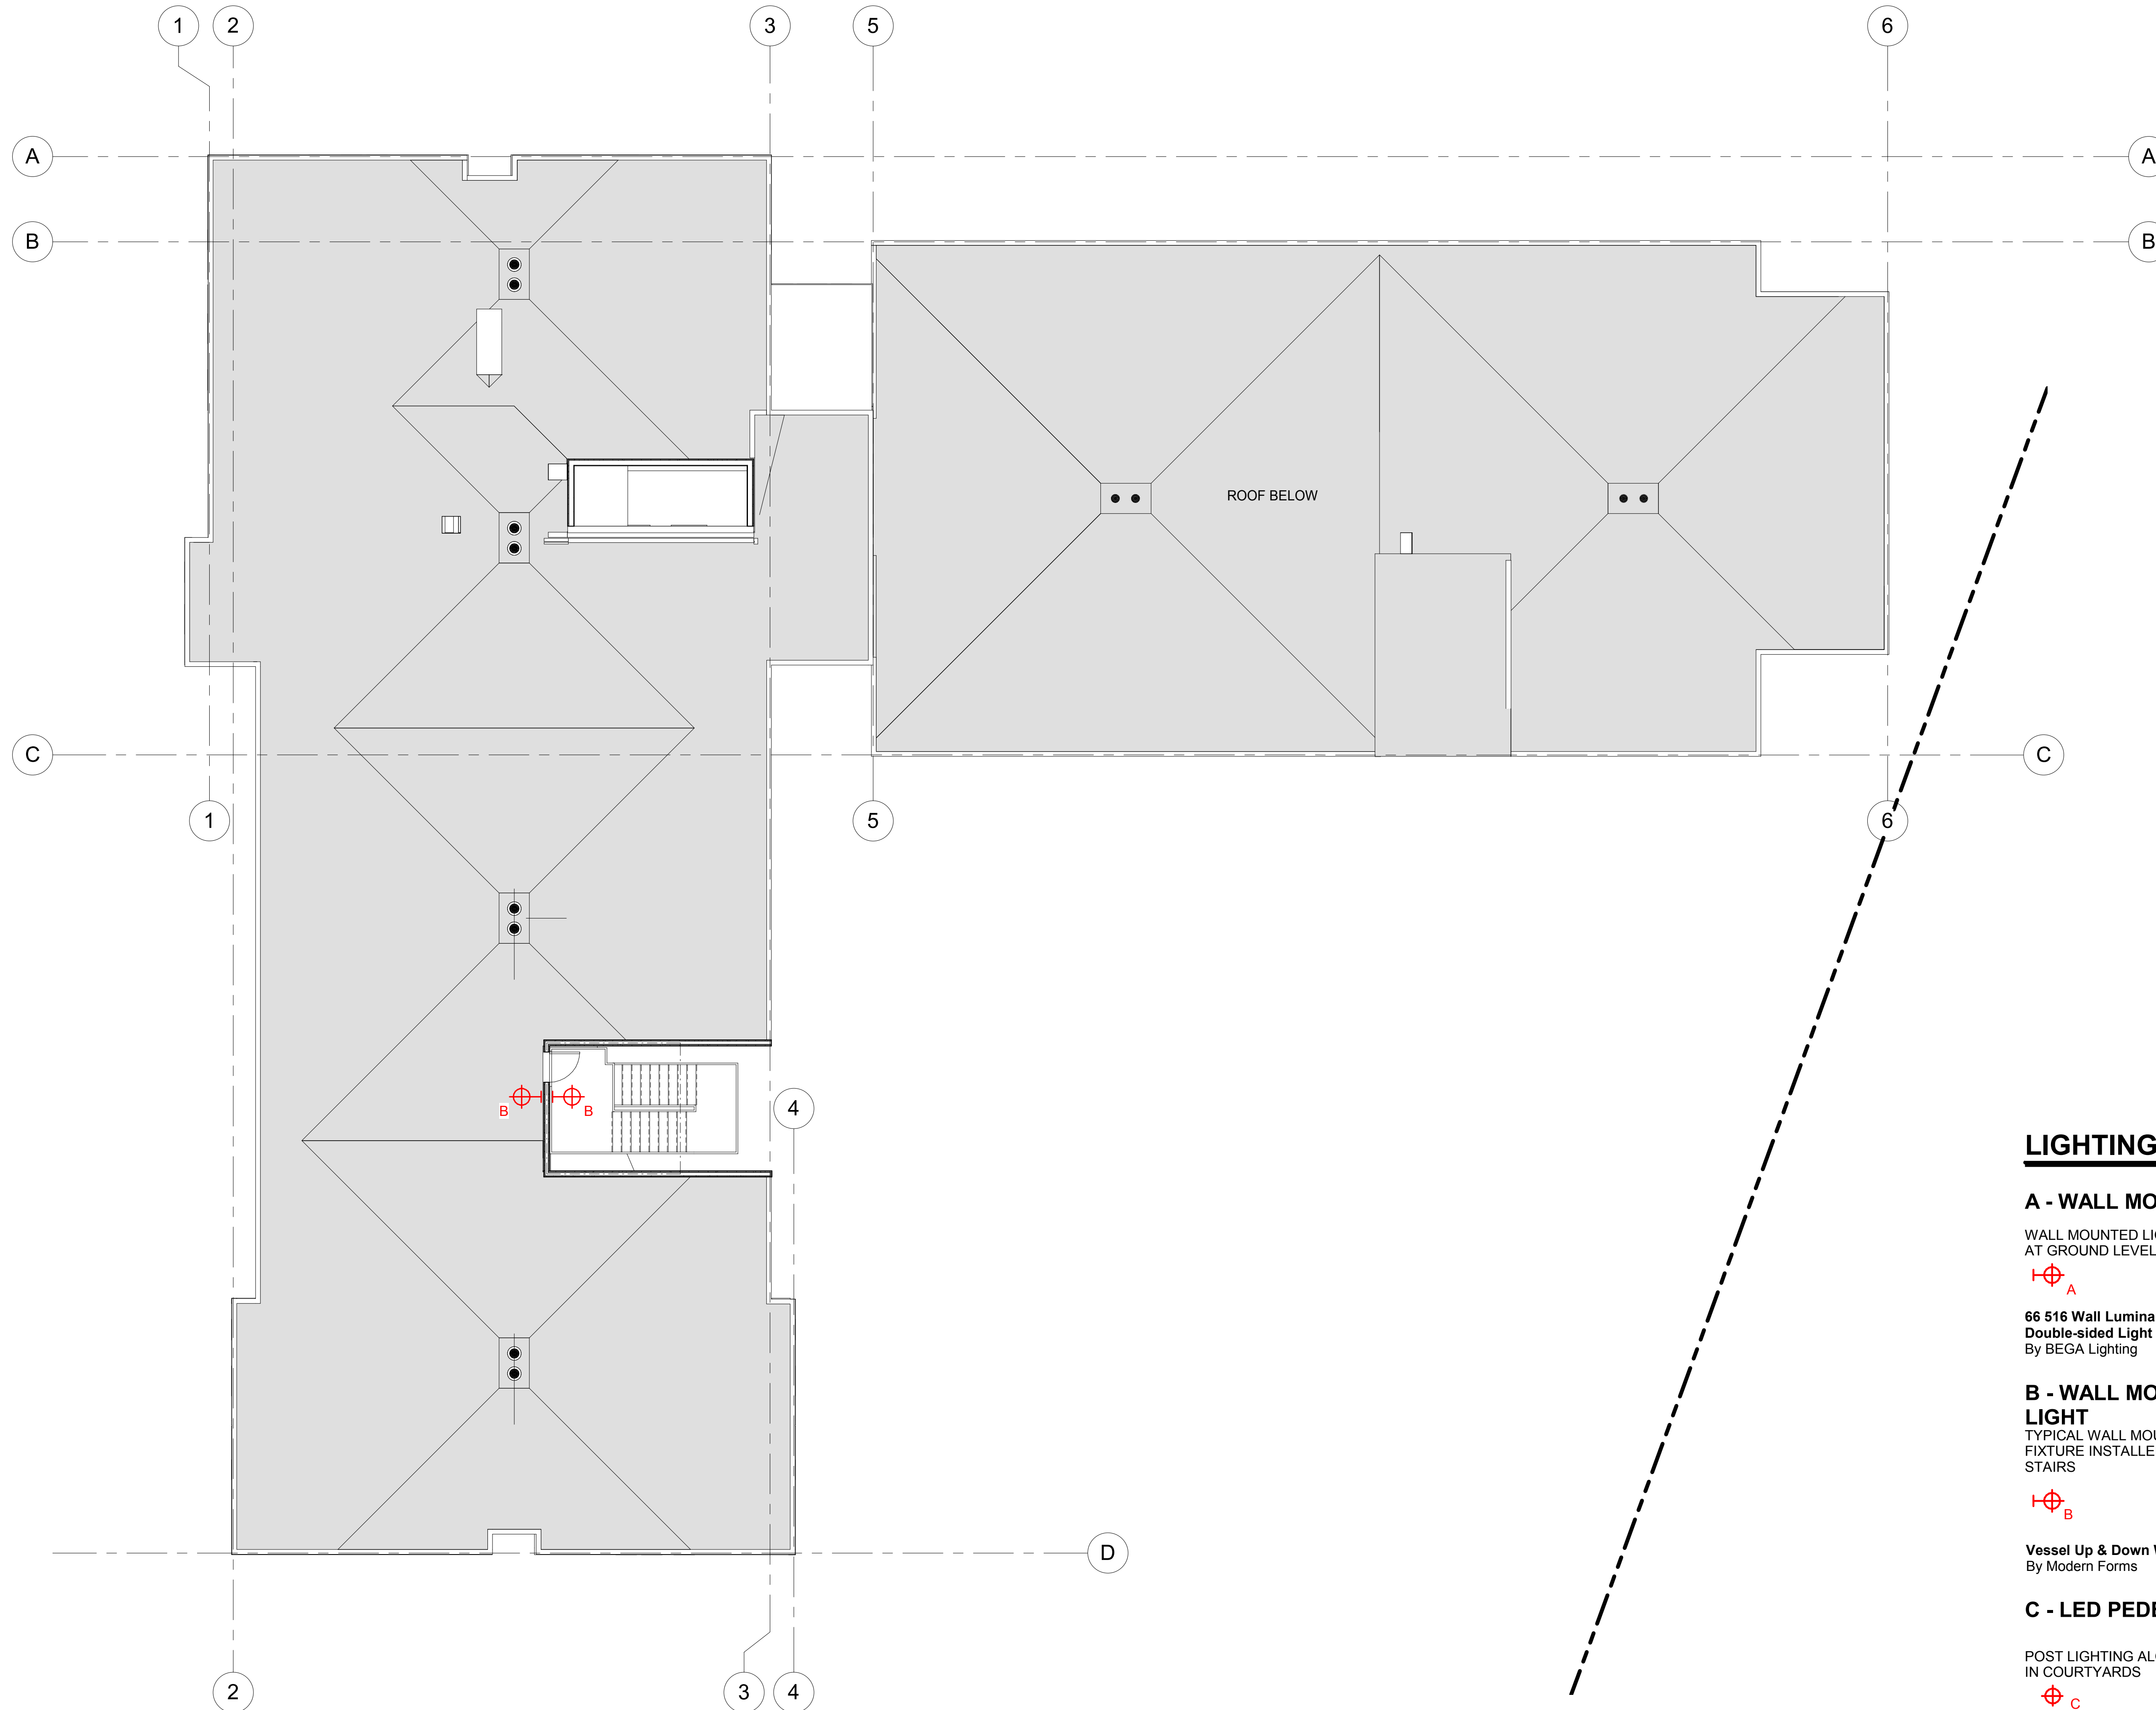 1 2 3 5 6
A A
B B
ROOF BELOW
C C
1 5 6
4
B B
LIGHTING
A - WALL MO
WALL MOUNTED LI
AT GROUND LEVEL
A
66 516 Wall Lumina
Double-sided Light
By BEGA Lighting
B - WALL MO
LIGHT
TYPICAL WALL MOU
FIXTURE INSTALLE
STAIRS
B
Vessel Up & Down W
By Modern Forms
D
C - LED PEDE
POST LIGHTING AL
IN COURTYARDS
2 3 4
C